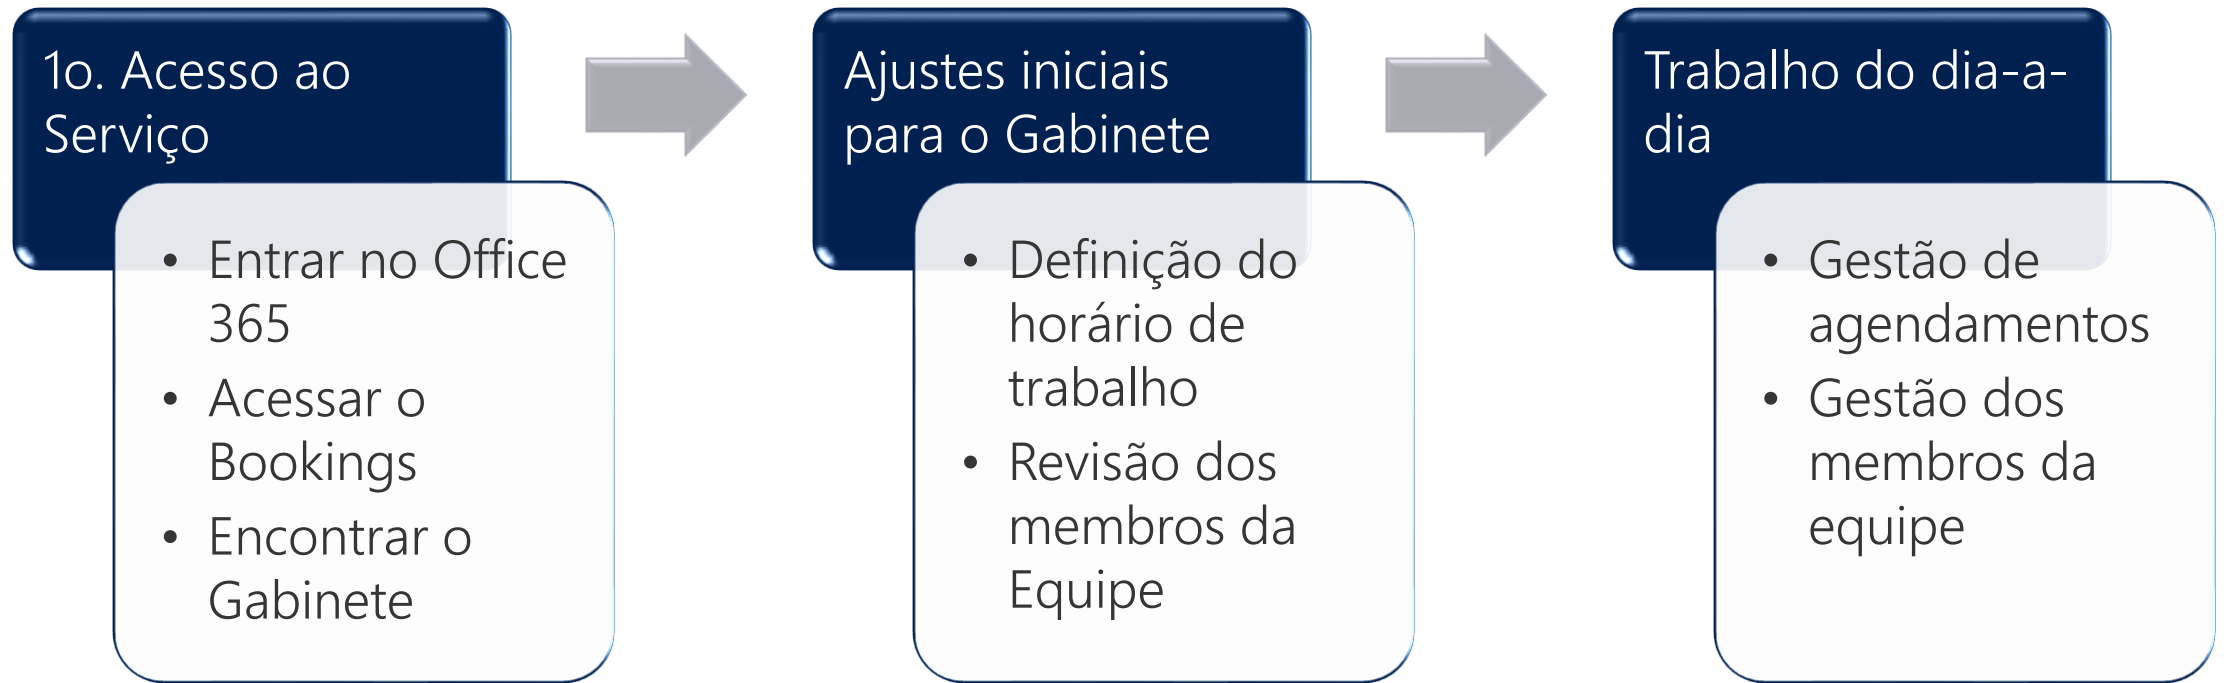 1o. Acesso ao
Serviço
• Entrar no Office
365
• Acessar o
Bookings
• Encontrar o
Gabinete
Ajustes iniciais
para o Gabinete
• Definição do
horário de
trabalho
• Revisão dos
membros da
Equipe
Trabalho do dia-a-
dia
• Gestão de
agendamentos
• Gestão dos
membros da
equipe